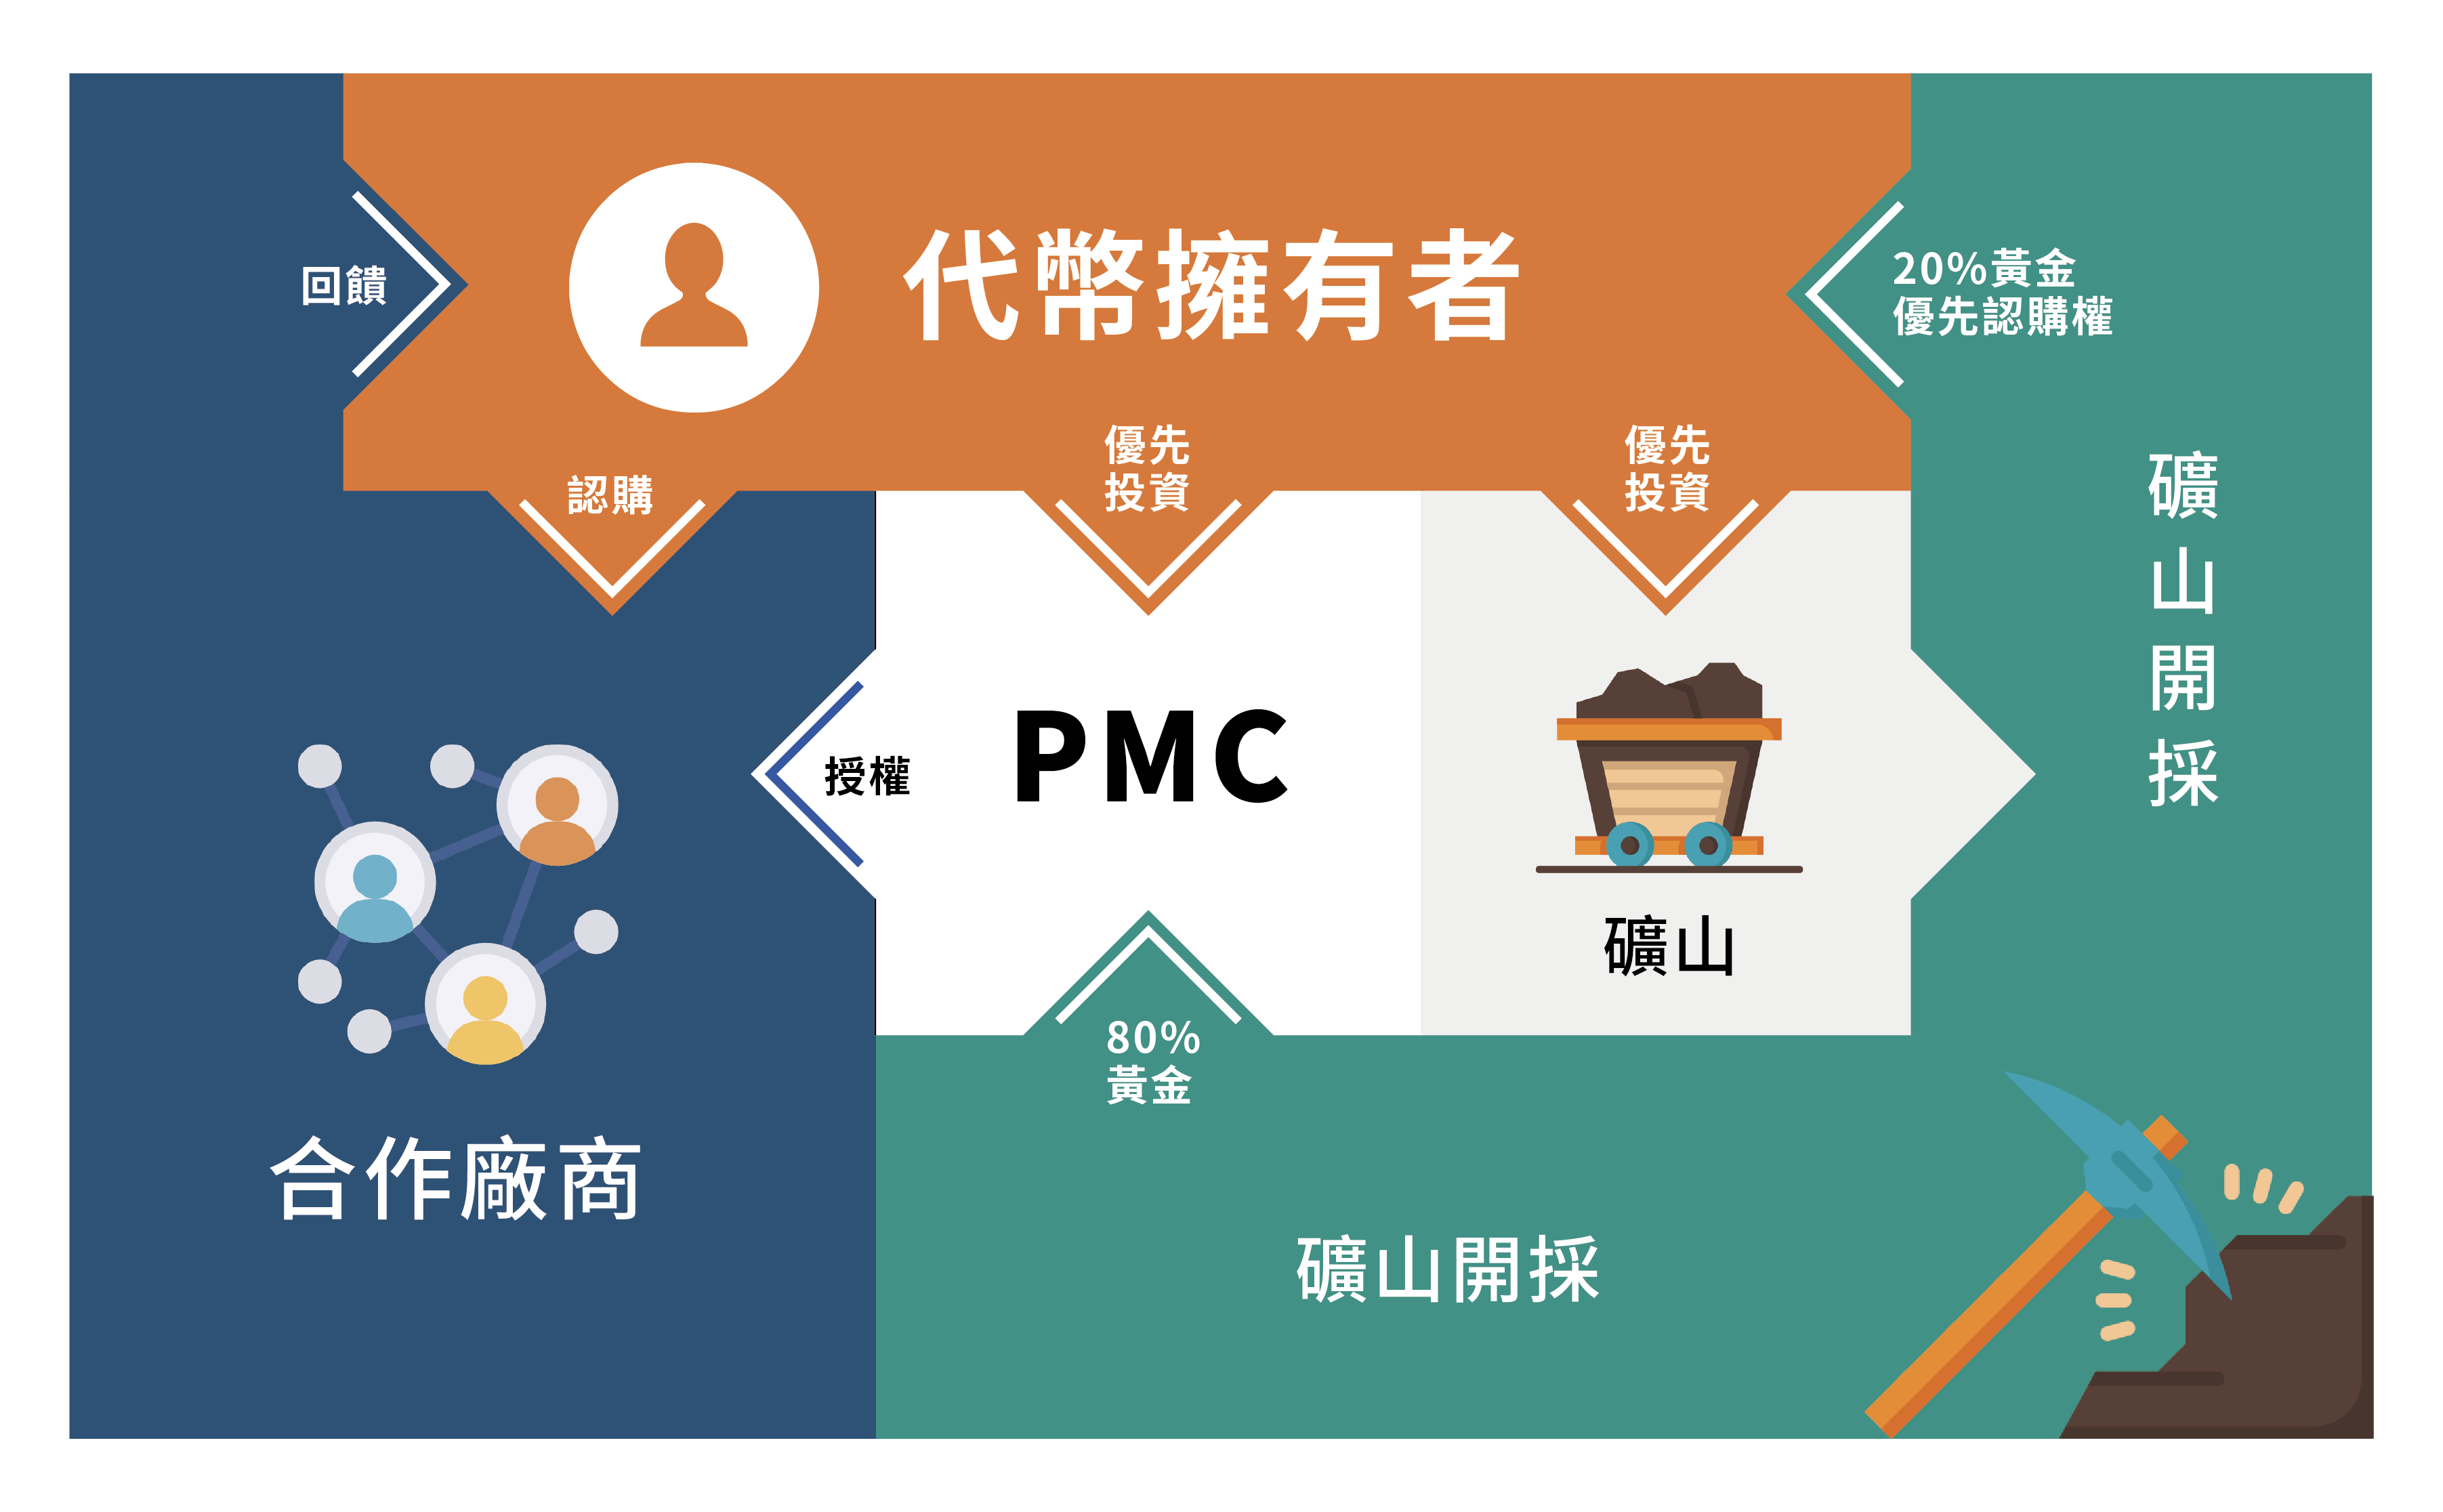 回饋
代幣擁有者
20%黃金
優先認購權
認購
優先
投資
優先
投資
礦山開採
授權
PMC
礦山
80%
黃金
合作廠商
礦山開採